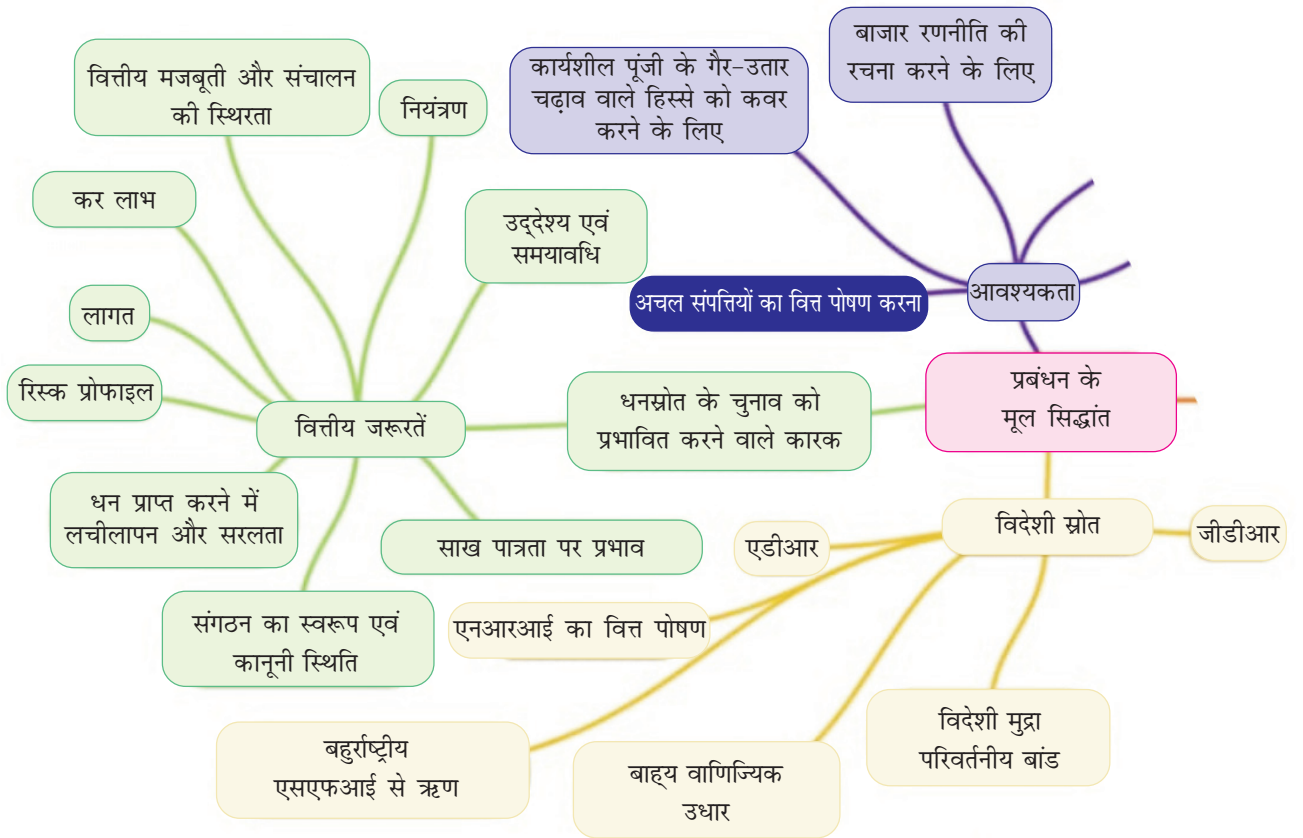 वित्तीय मजबूती और संचालन
की स्थिरता
नियंत्रण
कार्यशील पूंजी के गैर-उतार
चढ़ाव वाले हिस्से को कवर
करने के लिए
बाजार रणनीति की
रचना करने के लिए
कर लाभ
उद्देश्य एवं
समयावधि
अचल संपत्तियों का वित्त पोषण करना
आवश्यकता
लागत
रिस्क प्रोफाइल
वित्तीय जरूरतें
धनस्रोत के चुनाव को
प्रभावित करने वाले कारक
प्रबंधन के
मूल सिद्धांत
धन प्राप्त करने में
लचीलापन और सरलता
साख पात्रता पर प्रभाव
संगठन का स्वरूप एवं
कानूनी स्थिति
विदेशी स्रोत
जीडीआर
एडीआर
एनआरआई का वित्त पोषण
बहुर्राष्ट्रीय
एसएफआई से ऋण
बाह्य वाणिज्यिक
उधार
विदेशी मुद्रा
परिवर्तनीय बांड